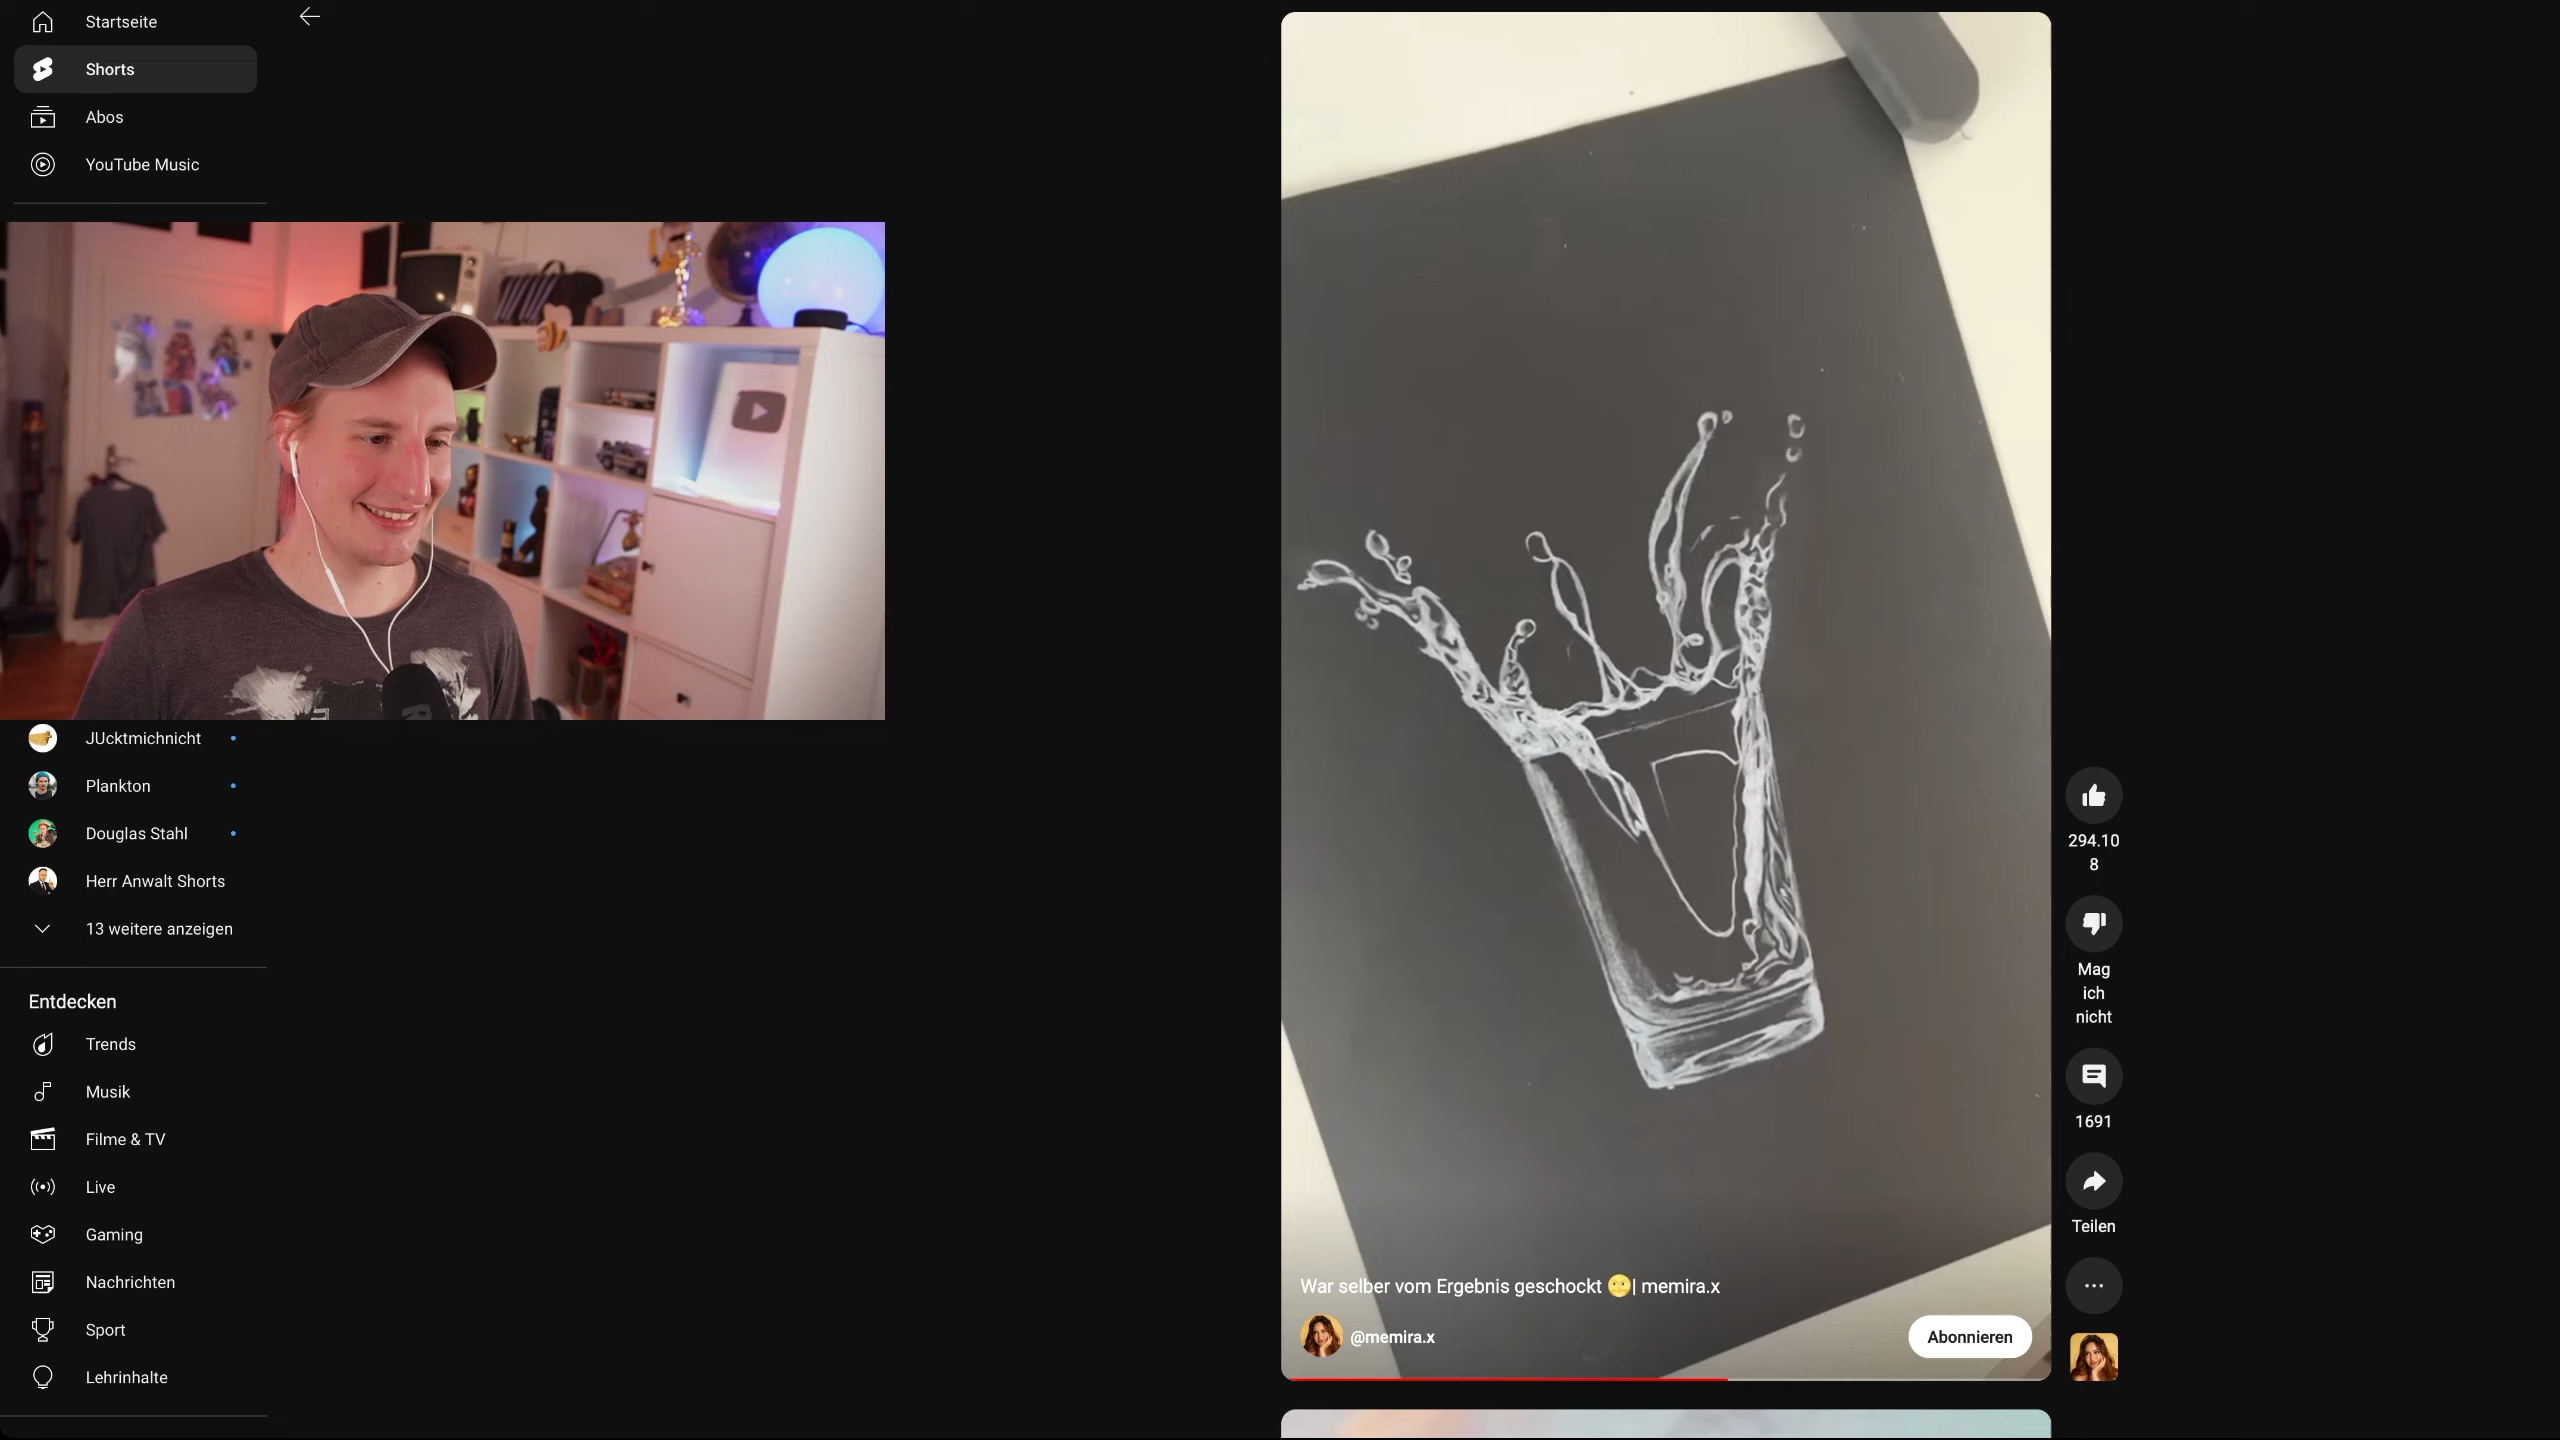 Startseite
Shorts
Abos
YouTube Music
JUcktmichnicht
Plankton
Douglas Stahl
Herr Anwalt Shorts
13 weitere anzeigen
Entdecken
Trends
Musik
Filme & TV
Live
Gaming
Nachrichten
Sport
Lehrinhalte
War selber vom Ergebnis geschockt 🌝| memira.x
@memira.x
Abonnieren
294.10
8
Mag
ich
nicht
1691
Teilen